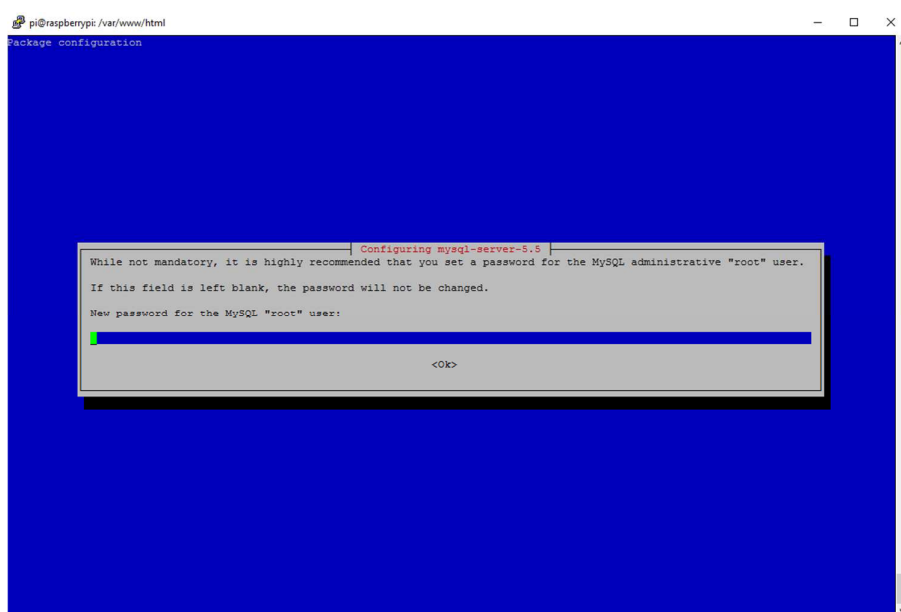 pi@raspberrypi: /var/www/html
Package configuration
Configuring mysql-server-5.5
While not mandatory, it is highly recommended that you set a password for the MySQL administrative "root" user.
If this field is left blank, the password will not be changed.
New password for the MySQL "root" user:
<Ok>